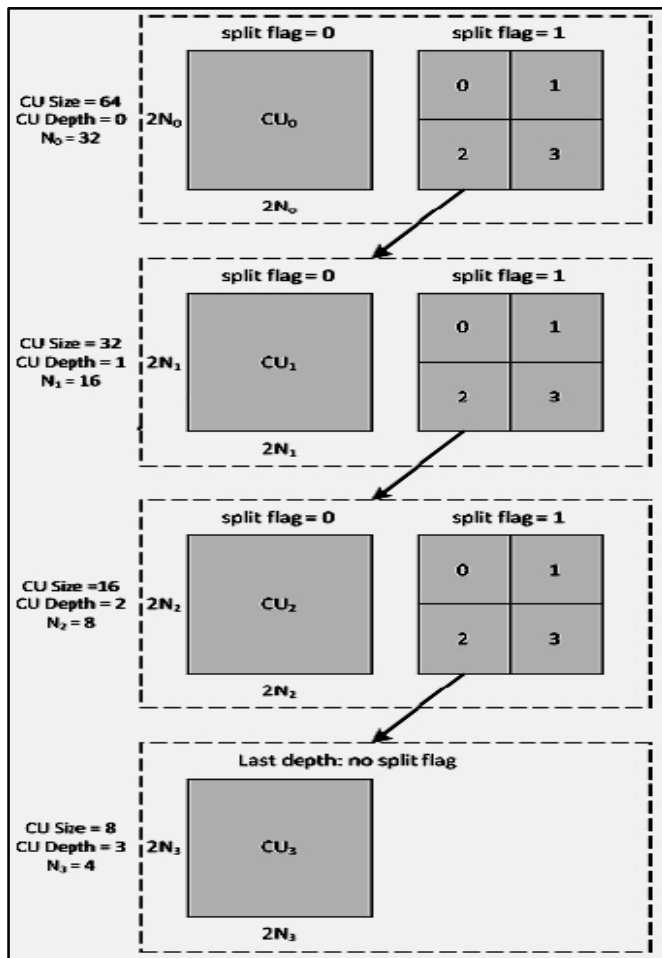 split flag = 0 split flag = 1
CU Size = 64
CU Depth = 0
N₀ = 32
2N₀
CU₀
0 1
2 3
2N₀
split flag = 0 split flag = 1
CU Size = 32
CU Depth = 1
N₁ = 16
2N₁
CU₁
0 1
2 3
2N₁
split flag = 0 split flag = 1
CU Size =16
CU Depth = 2
N₂ = 8
2N₂
CU₂
0 1
2 3
2N₂
Last depth: no split flag
CU Size = 8
CU Depth = 3
N₃ = 4
2N₃
CU₃
2N₃